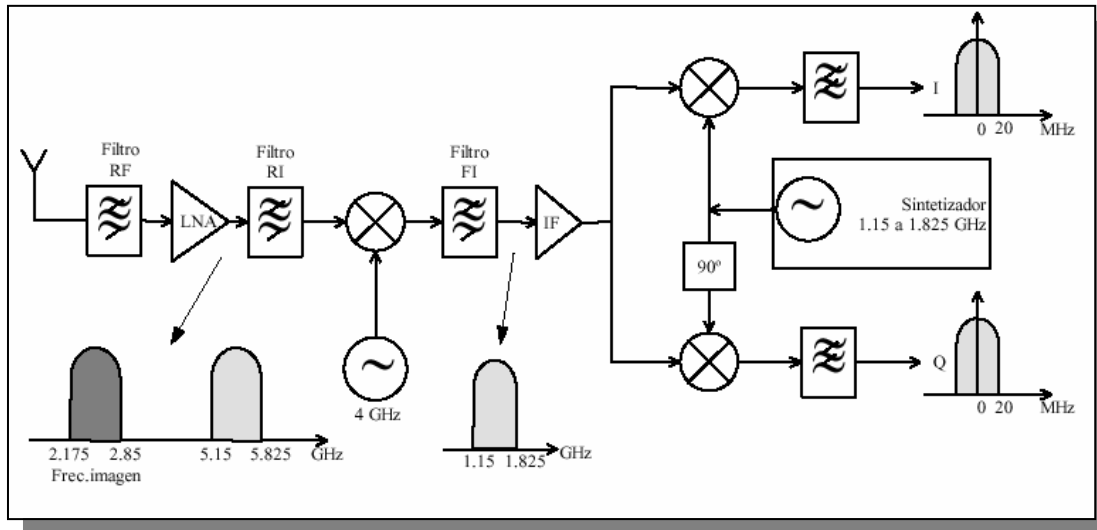 Filtro
RF
LNA
Filtro
RI
Filtro
FI
IF
4 GHz
90º
Sintetizador
1.15 a 1.825 GHz
I
0 20 MHz
Q
0 20 MHz
2.175 2.85 5.15 5.825 GHz
Frec.imagen
1.15 1.825 GHz